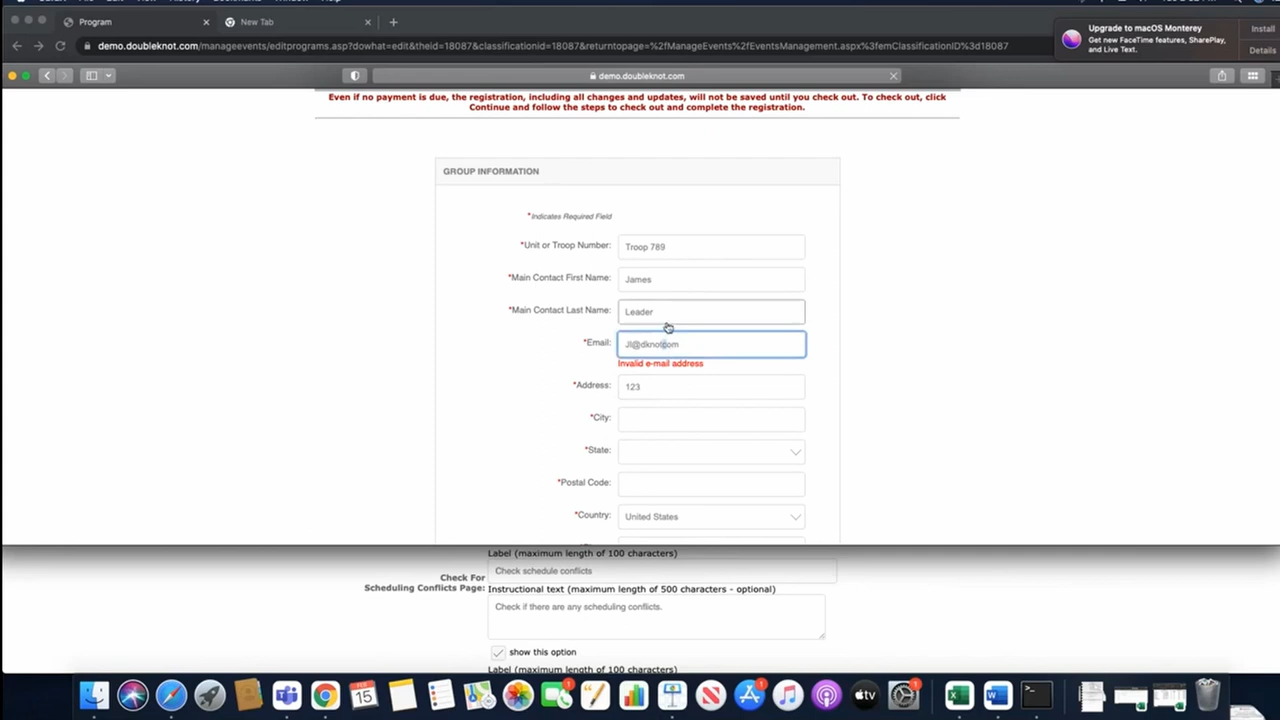 Program
New Tab
demo.doubleknot.com/manageevents/editprograms.asp?dowhat=edit&theid=18087&classificationid=18087&returntopage=%2FManageEvents%2FEventsManagement.aspx%3femClassificationID%3d18087
Upgrade to macOS Monterey
Get new FaceTime features, SharePlay,
and Live Text.
Install
Details
demo.doubleknot.com
Even if no payment is due, the registration, including all changes and updates, will not be saved until you check out. To check out, click
Continue and follow the steps to check out and complete the registration.
GROUP INFORMATION
*Indicates Required Field
*Unit or Troop Number: Troop 789
*Main Contact First Name: James
*Main Contact Last Name: Leader
*Email:
Invalid e-mail address
*Address: 123
*City:
*State:
*Postal Code:
*Country: United States
Label (maximum length of 100 characters)
Check schedule conflicts
Check For
Scheduling Conflicts Page: Instructional text (maximum length of 500 characters - optional)
Check if there are any scheduling conflicts.
show this option
Label (maximum length of 100 characters)
FEB
15
tv